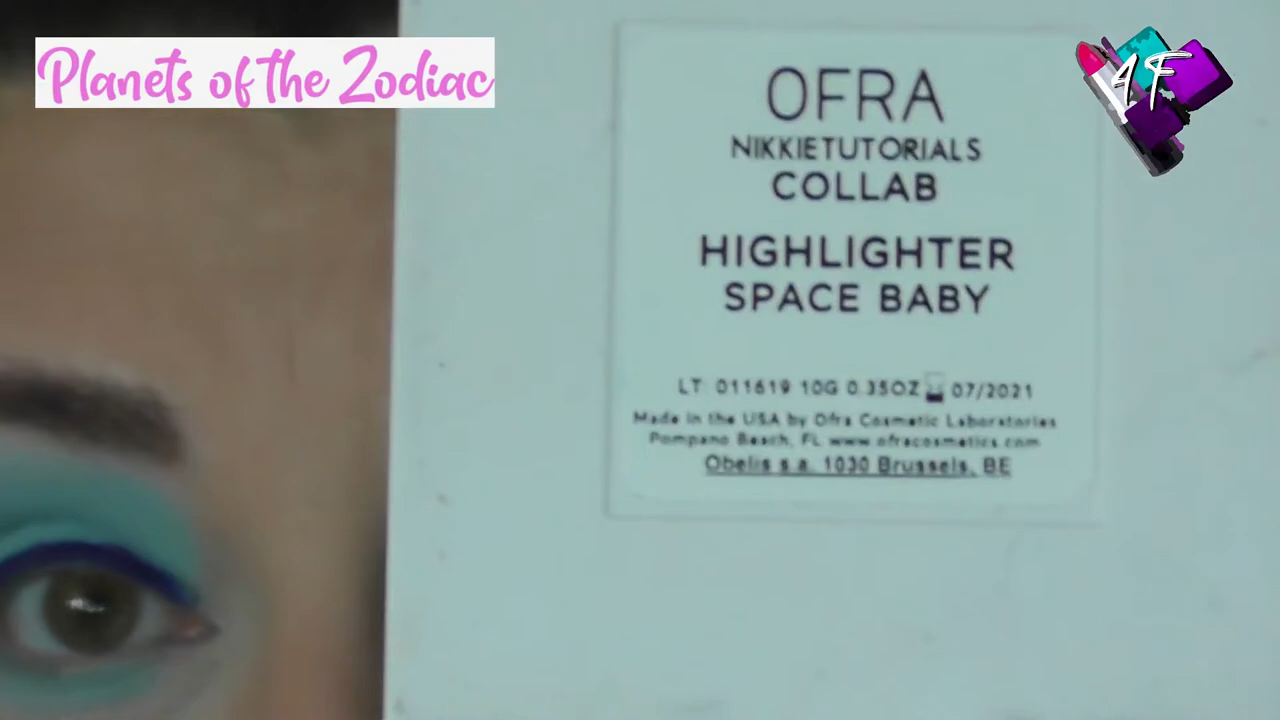 Planets of the Zodiac
AF
OFRA
NIKKIETUTORIALS
COLLAB
HIGHLIGHTER
SPACE BABY
LT: 011619 10G 0.35OZ 07/2021
Made in the USA by Ofra Cosmetic Laboratories
Pompano Beach, FL www.ofracosmetics.com
Obelis s.a. 1030 Brussels, BE